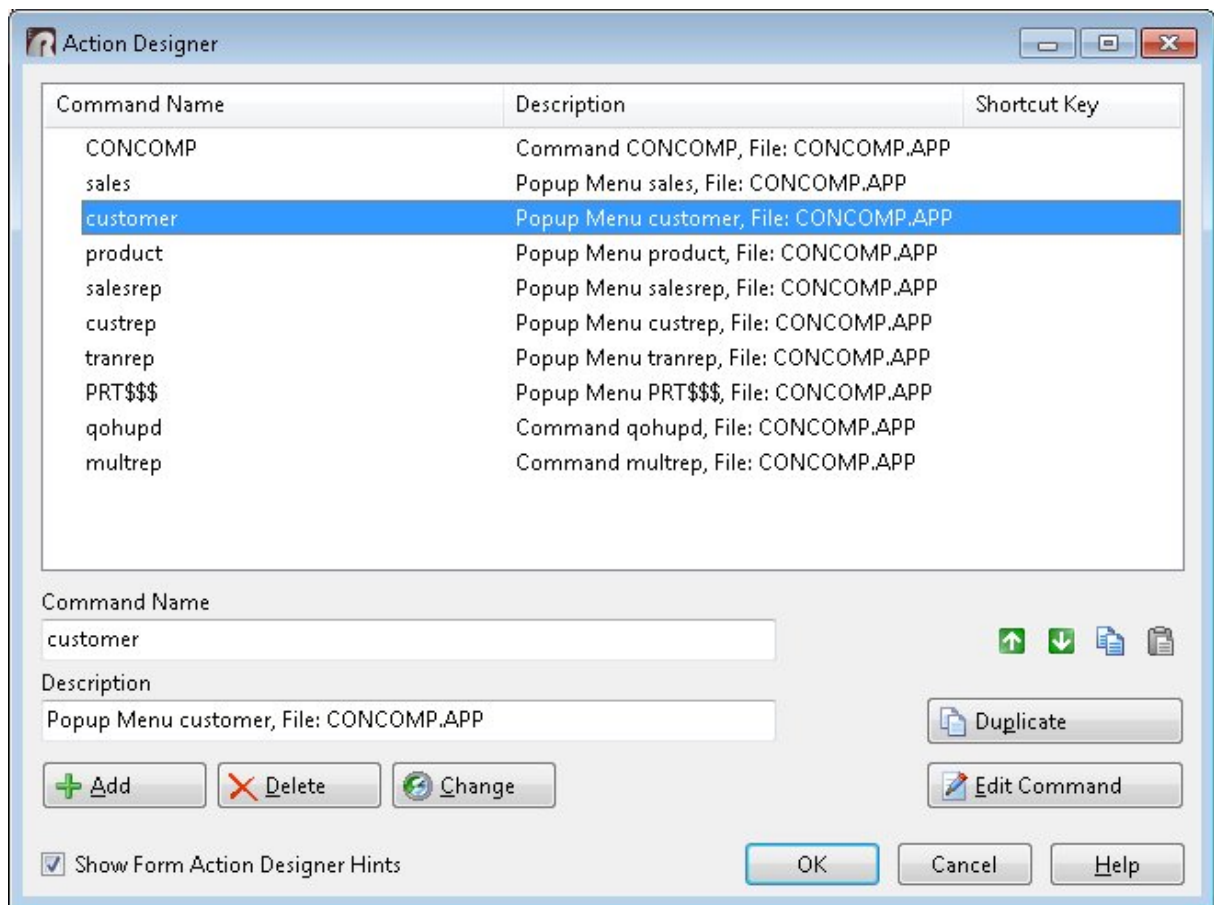 Action Designer
Command Name Description Shortcut Key
CONCOMP Command CONCOMP, File: CONCOMP.APP
sales Popup Menu sales, File: CONCOMP.APP
customer Popup Menu customer, File: CONCOMP.APP
product Popup Menu product, File: CONCOMP.APP
salesrep Popup Menu salesrep, File: CONCOMP.APP
custrep Popup Menu custrep, File: CONCOMP.APP
tranrep Popup Menu tranrep, File: CONCOMP.APP
PRT$$$ Popup Menu PRT$$$, File: CONCOMP.APP
qohupd Command qohupd, File: CONCOMP.APP
multrep Command multrep, File: CONCOMP.APP
Command Name
customer
Description
Popup Menu customer, File: CONCOMP.APP
Duplicate
Add Delete Change Edit Command
Show Form Action Designer Hints OK Cancel Help